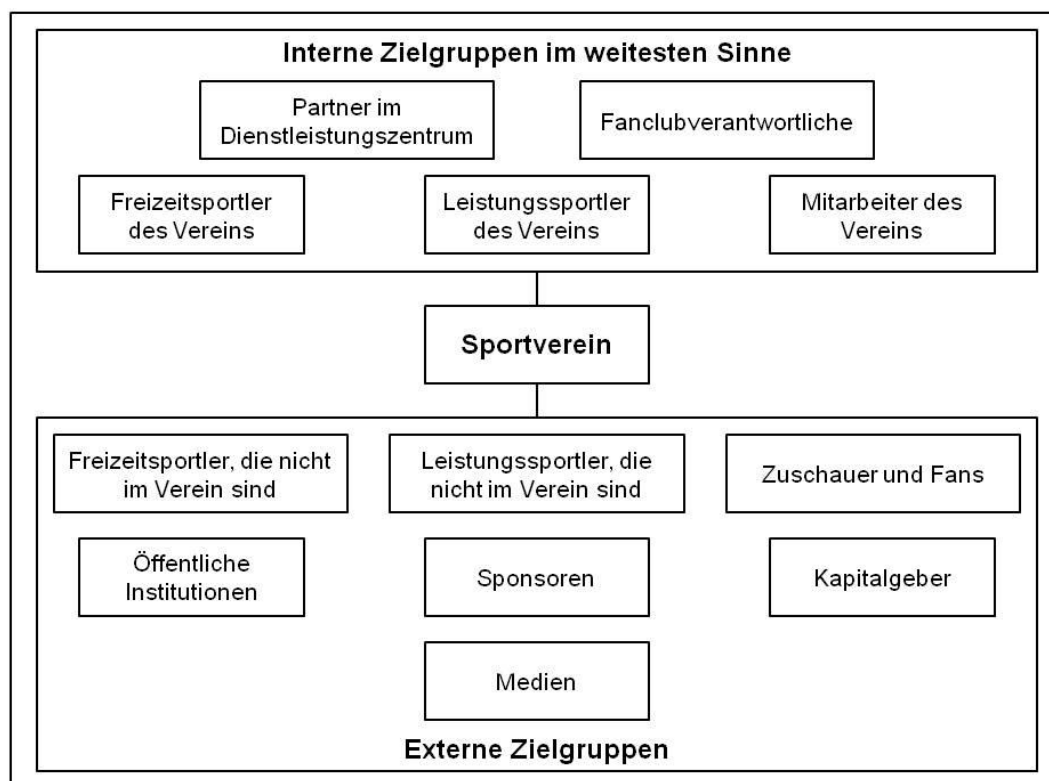 Interne Zielgruppen im weitesten Sinne
Partner im
Dienstleistungszentrum
Fanclubverantwortliche
Freizeitsportler
des Vereins
Leistungssportler
des Vereins
Mitarbeiter des
Vereins
Sportverein
Freizeitsportler, die nicht
im Verein sind
Leistungssportler, die
nicht im Verein sind
Zuschauer und Fans
Öffentliche
Institutionen
Sponsoren
Kapitalgeber
Medien
Externe Zielgruppen